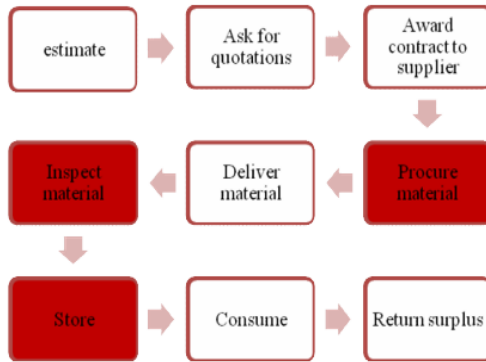 estimate
Ask for
quotations
Award
contract to
supplier
Procure
material
Deliver
material
Inspect
material
Store
Consume
Return surplus